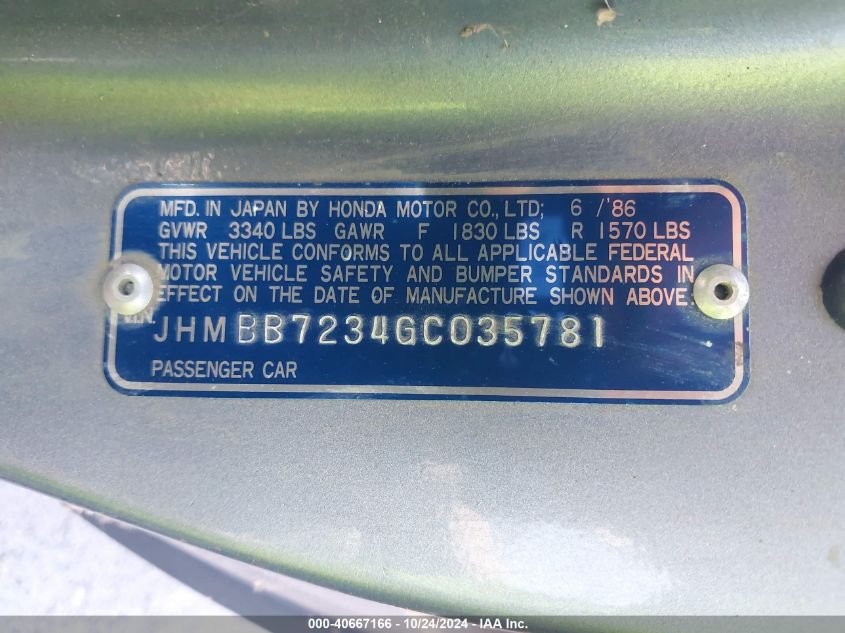 MFD. IN JAPAN BY HONDA MOTOR CO., LTD; 6 /'86
GVWR 3340 LBS GAWR F 1830 LBS R 1570 LBS
THIS VEHICLE CONFORMS TO ALL APPLICABLE FEDERAL
MOTOR VEHICLE SAFETY AND BUMPER STANDARDS IN
EFFECT ON THE DATE OF MANUFACTURE SHOWN ABOVE.
V.I.N. JHMBB7234GC035781
PASSENGER CAR
000-40667166 - 10/24/2024 - IAA Inc.